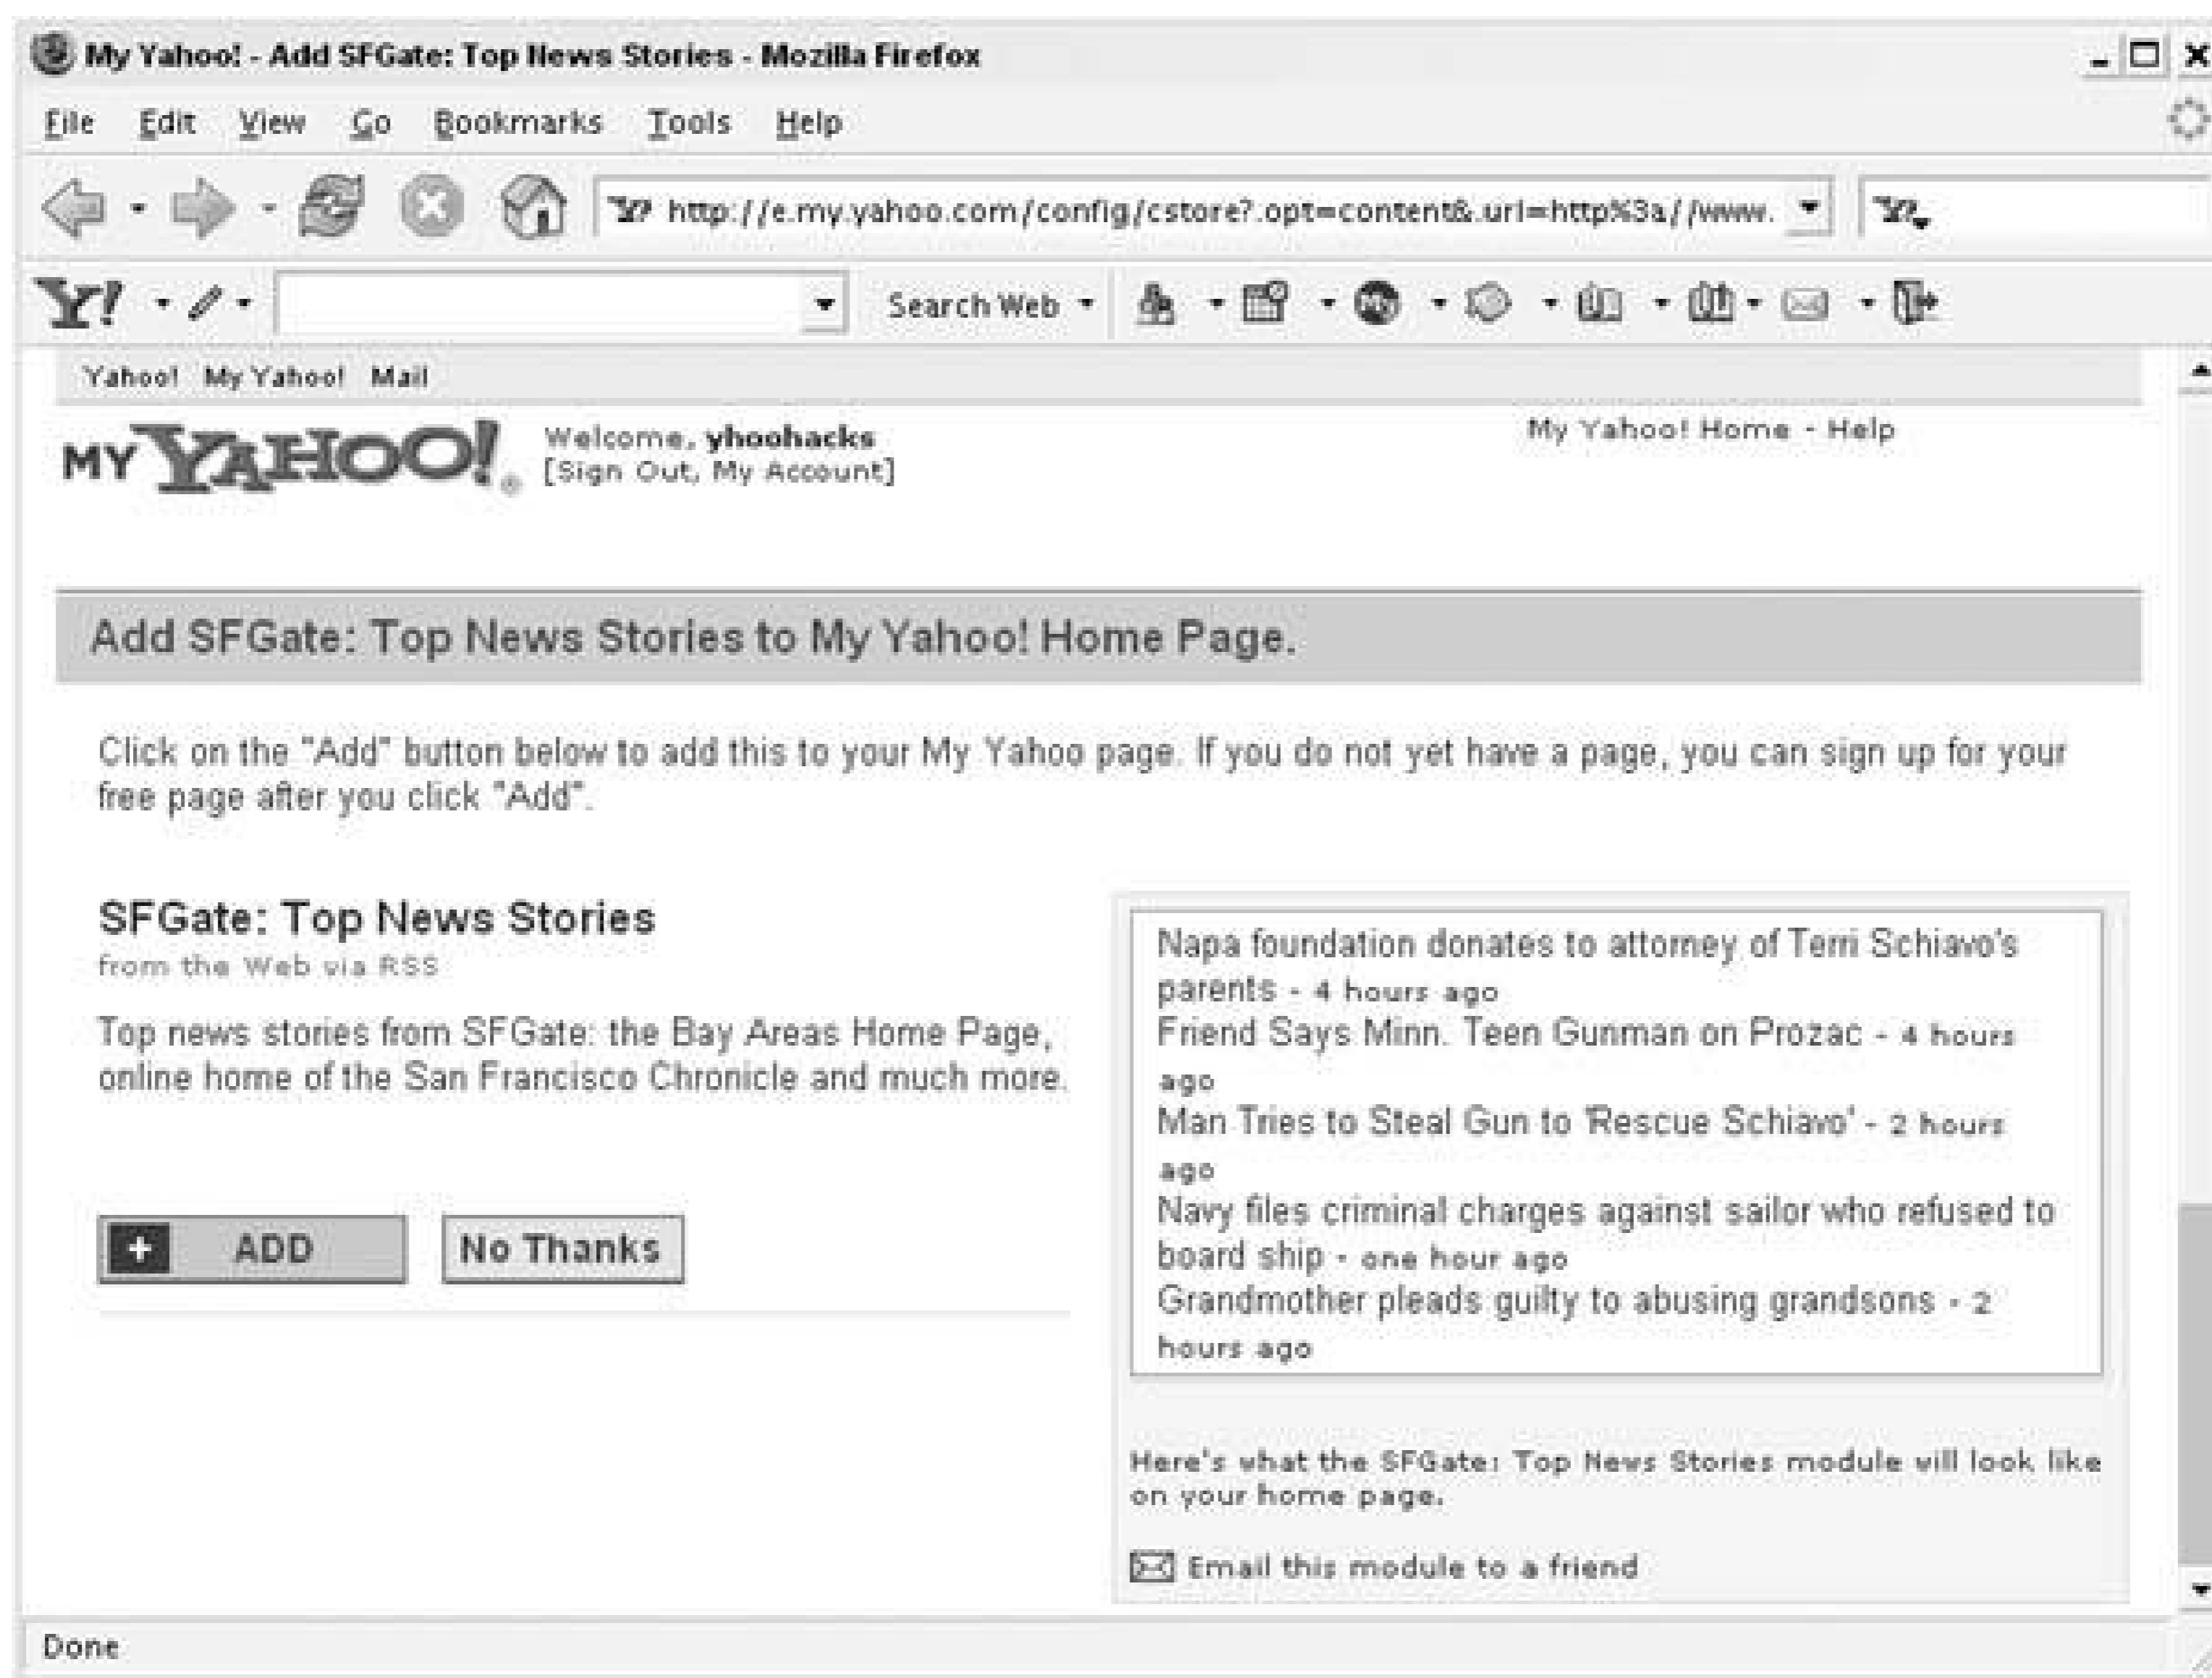 My Yahoo! - Add SFGate: Top News Stories - Mozilla Firefox
File Edit View Go Bookmarks Tools Help
http://e.my.yahoo.com/config/cstore?.opt=content&.url=http%3a//www.
Y! Search Web
Yahoo! My Yahoo! Mail
MY YAHOO!® Welcome, yhoohacks
[Sign Out, My Account]
My Yahoo! Home - Help
Add SFGate: Top News Stories to My Yahoo! Home Page.
Click on the "Add" button below to add this to your My Yahoo page. If you do not yet have a page, you can sign up for your
free page after you click "Add".
SFGate: Top News Stories
from the Web via RSS
Top news stories from SFGate: the Bay Areas Home Page,
online home of the San Francisco Chronicle and much more.
+ ADD No Thanks
Napa foundation donates to attorney of Terri Schiavo's
parents - 4 hours ago
Friend Says Minn. Teen Gunman on Prozac - 4 hours
ago
Man Tries to Steal Gun to 'Rescue Schiavo' - 2 hours
ago
Navy files criminal charges against sailor who refused to
board ship - one hour ago
Grandmother pleads guilty to abusing grandsons - 2
hours ago
Here's what the SFGate: Top News Stories module will look like
on your home page.
Email this module to a friend
Done